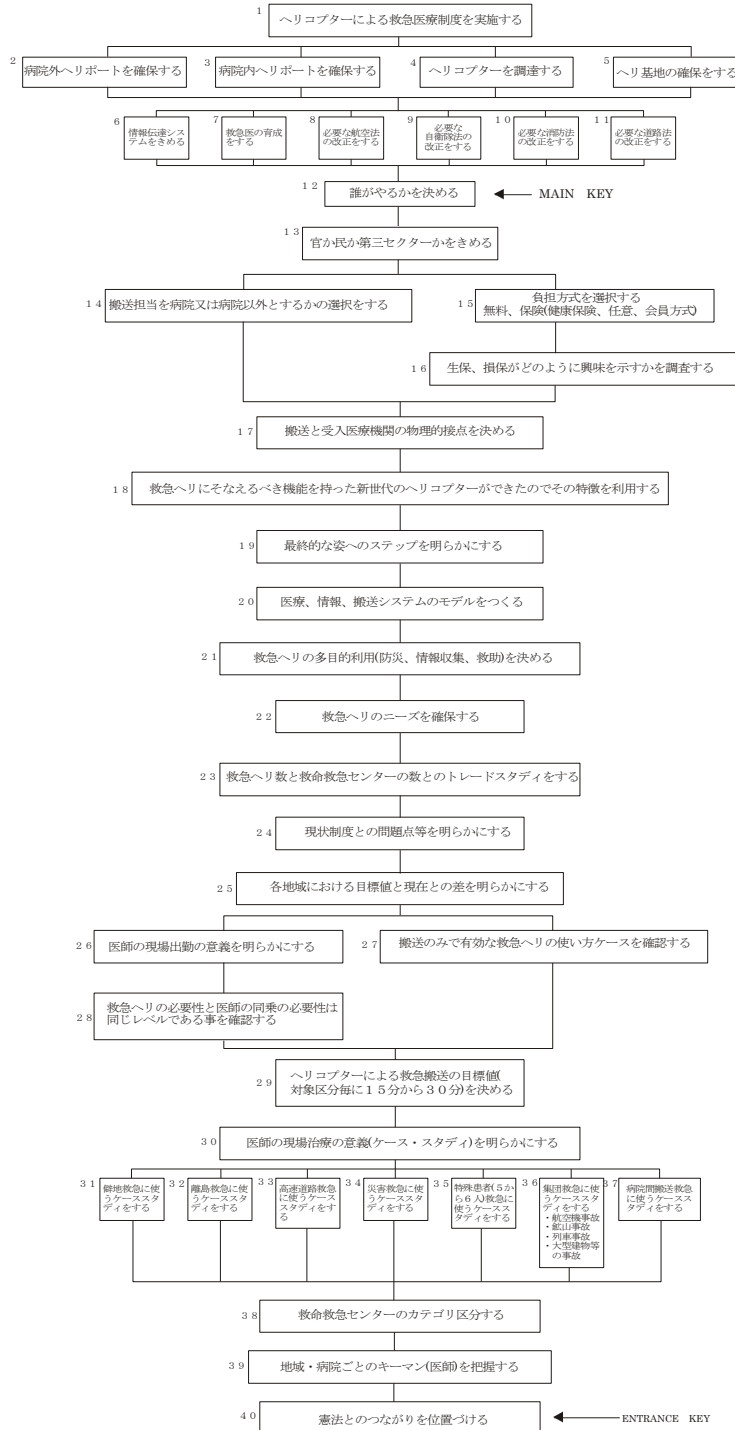 1
ヘリコプターによる救急医療制度を実施する
2
病院外ヘリポートを確保する
3
病院内ヘリポートを確保する
4
ヘリコプターを調達する
5
ヘリ基地の確保をする
6
情報伝達シス
テムをきめる
7
救急医の育成
をする
8
必要な航空法
の改正をする
9
必要な
自衛隊法の
改正をする
10
必要な消防法
の改正をする
11
必要な道路法
の改正をする
12
誰がやるかを決める
MAIN KEY
13
官か民か第三セクターかをきめる
14
搬送担当を病院又は病院以外とするかの選択をする
15
負担方式を選択する
無料、保険(健康保険、任意、会員方式)
16
生保、損保がどのように興味を示すかを調査する
17
搬送と受入医療機関の物理的接点を決める
18
救急ヘリにそなえるべき機能を持った新世代のヘリコプターができたのでその特徴を利用する
19
最終的な姿へのステップを明らかにする
20
医療、情報、搬送システムのモデルをつくる
21
救急ヘリの多目的利用(防災、情報収集、救助)を決める
22
救急ヘリのニーズを確保する
23
救急ヘリ数と救命救急センターの数とのトレードスタディをする
24
現状制度との問題点等を明らかにする
25
各地域における目標値と現在との差を明らかにする
26
医師の現場出勤の意義を明らかにする
27
搬送のみで有効な救急ヘリの使い方ケースを確認する
28
救急ヘリの必要性と医師の同乗の必要性は
同じレベルである事を確認する
29
ヘリコプターによる救急搬送の目標値(
対象区分毎に15分から30分)を決める
30
医師の現場治療の意義(ケース・スタディ)を明らかにする
31
僻地救急に使
うケーススタ
ディをする
32
離島救急に使
うケーススタ
ディをする
33
高速道路救急
に使うケース
スタディをす
る
34
災害救急に使
うケーススタ
ディをする
35
特殊患者(5か
ら6人)救急に
使うケースス
タディをする
36
集団救急に使
うケーススタ
ディをする
・航空機事故
・鉱山事故
・列車事故
・大型建物等
の事故
37
病院間搬送救急
に使うケースス
タディをする
38
救命救急センターのカテゴリ区分する
39
地域・病院ごとのキーマン(医師)を把握する
40
憲法とのつながりを位置づける
ENTRANCE KEY